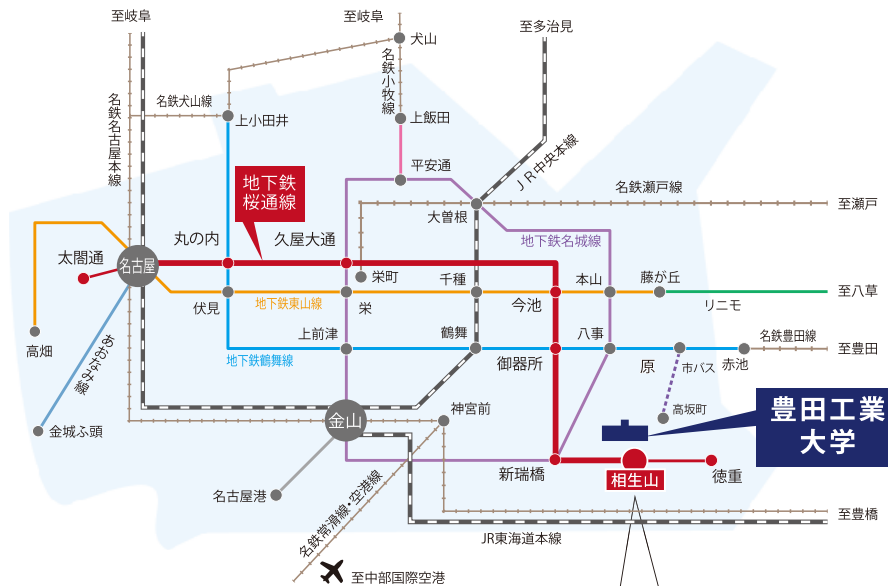 至岐阜
至岐阜
至多治見
犬山
名鉄小牧線
名鉄名古屋本線
名鉄犬山線
上小田井
上飯田
平安通
JR中央本線
地下鉄
桜通線
名鉄瀬戸線
至瀬戸
大曽根
地下鉄名城線
丸の内
久屋大通
太閤通
名古屋
栄町
千種
本山
藤が丘
至八草
伏見
地下鉄東山線
栄
今池
リニモ
高畑
あおなみ線
地下鉄鶴舞線
上前津
鶴舞
御器所
八事
原
市バス
赤池
名鉄豊田線
至豊田
高坂町
豊田工業
大学
金城ふ頭
金山
神宮前
新瑞橋
相生山
徳重
名古屋港
名鉄常滑線・空港線
至豊橋
JR東海道本線
至中部国際空港